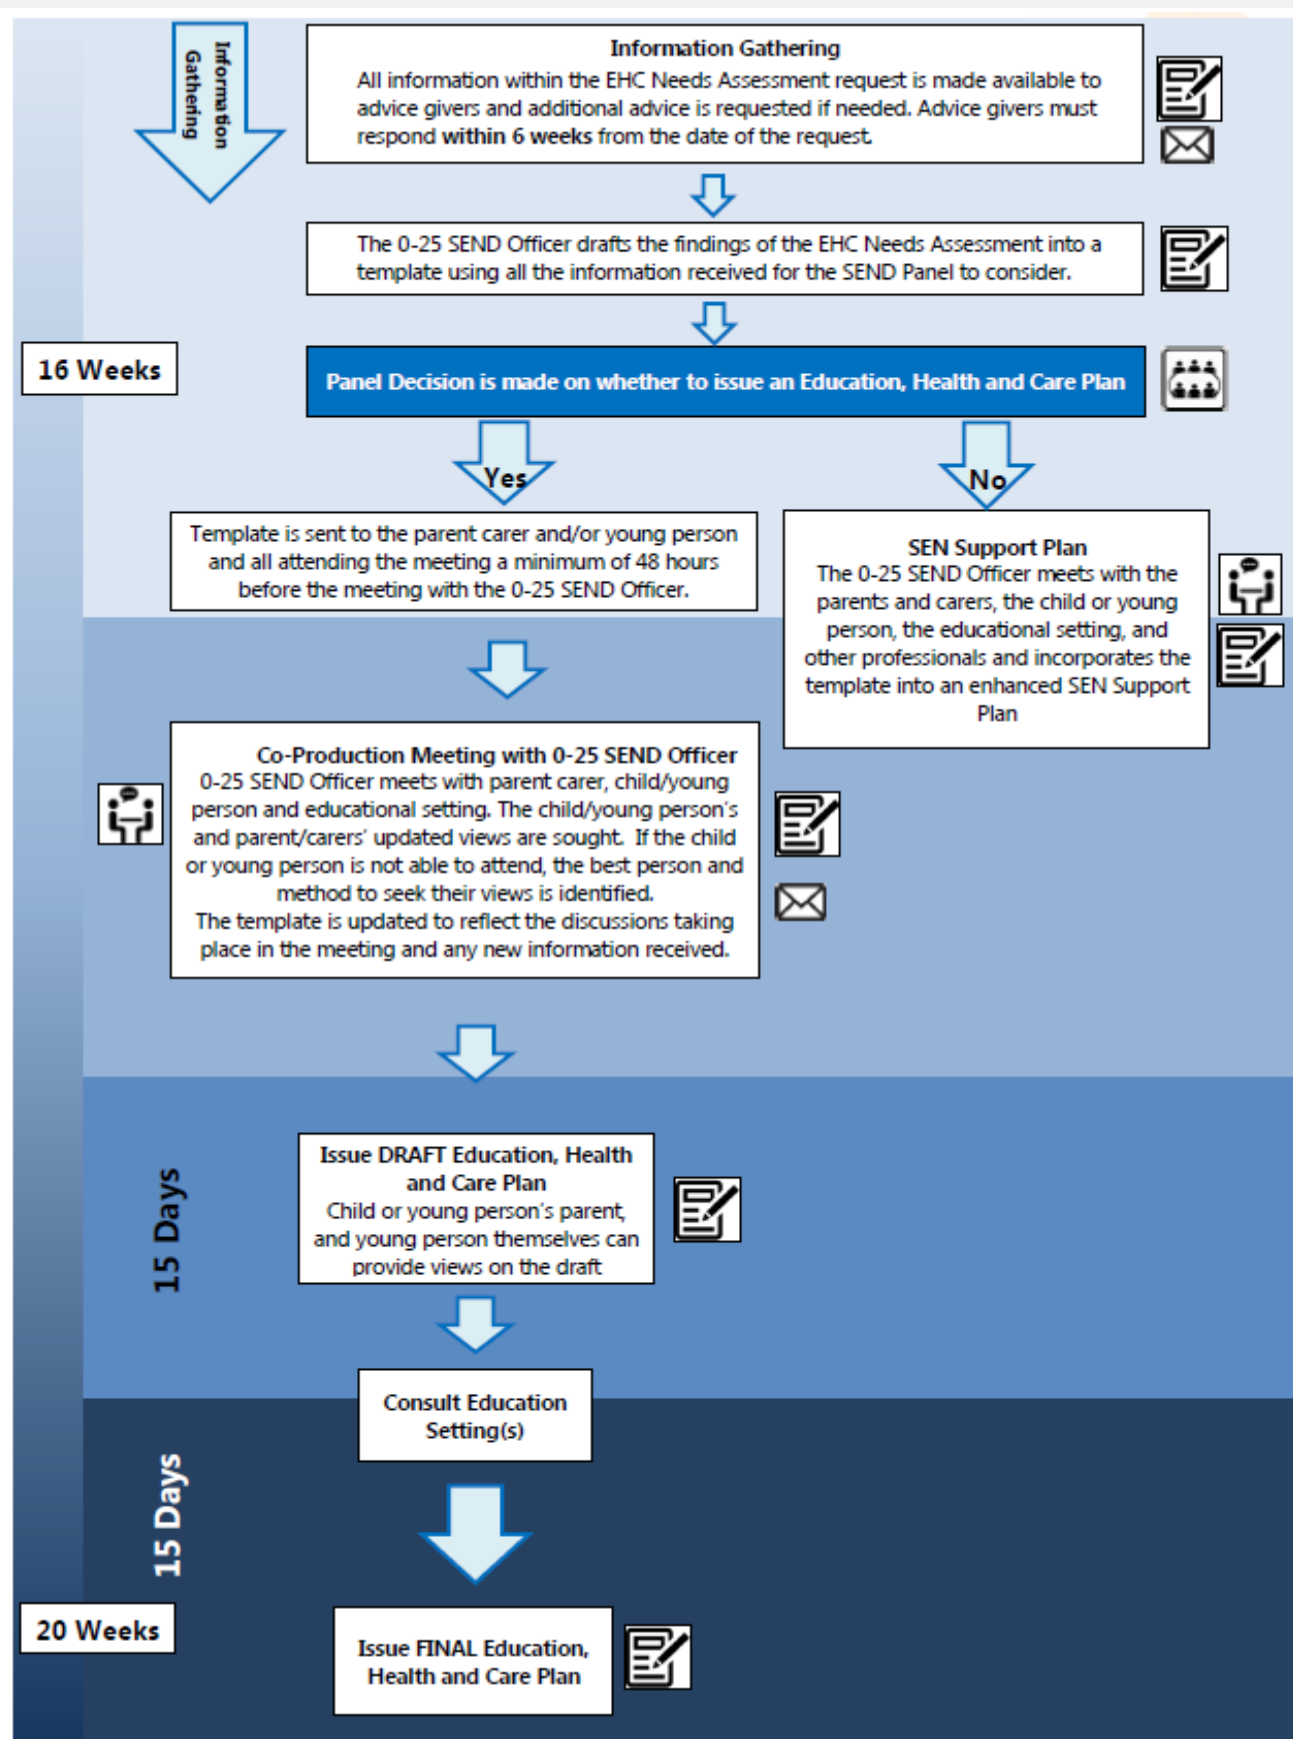 Information
Gathering
Information Gathering
All information within the EHC Needs Assessment request is made available to
advice givers and additional advice is requested if needed. Advice givers must
respond within 6 weeks from the date of the request.
The 0-25 SEND Officer drafts the findings of the EHC Needs Assessment into a
template using all the information received for the SEND Panel to consider.
16 Weeks
Panel Decision is made on whether to issue an Education, Health and Care Plan
Yes
No
Template is sent to the parent carer and/or young person
and all attending the meeting a minimum of 48 hours
before the meeting with the 0-25 SEND Officer.
SEN Support Plan
The 0-25 SEND Officer meets with the
parents and carers, the child or young
person, the educational setting, and
other professionals and incorporates the
template into an enhanced SEN Support
Plan
Co-Production Meeting with 0-25 SEND Officer
0-25 SEND Officer meets with parent carer, child/young
person and educational setting. The child/young person's
and parent/carers' updated views are sought. If the child
or young person is not able to attend, the best person and
method to seek their views is identified.
The template is updated to reflect the discussions taking
place in the meeting and any new information received.
15 Days
Issue DRAFT Education, Health
and Care Plan
Child or young person's parent,
and young person themselves can
provide views on the draft
Consult Education
Setting(s)
15 Days
20 Weeks
Issue FINAL Education,
Health and Care Plan